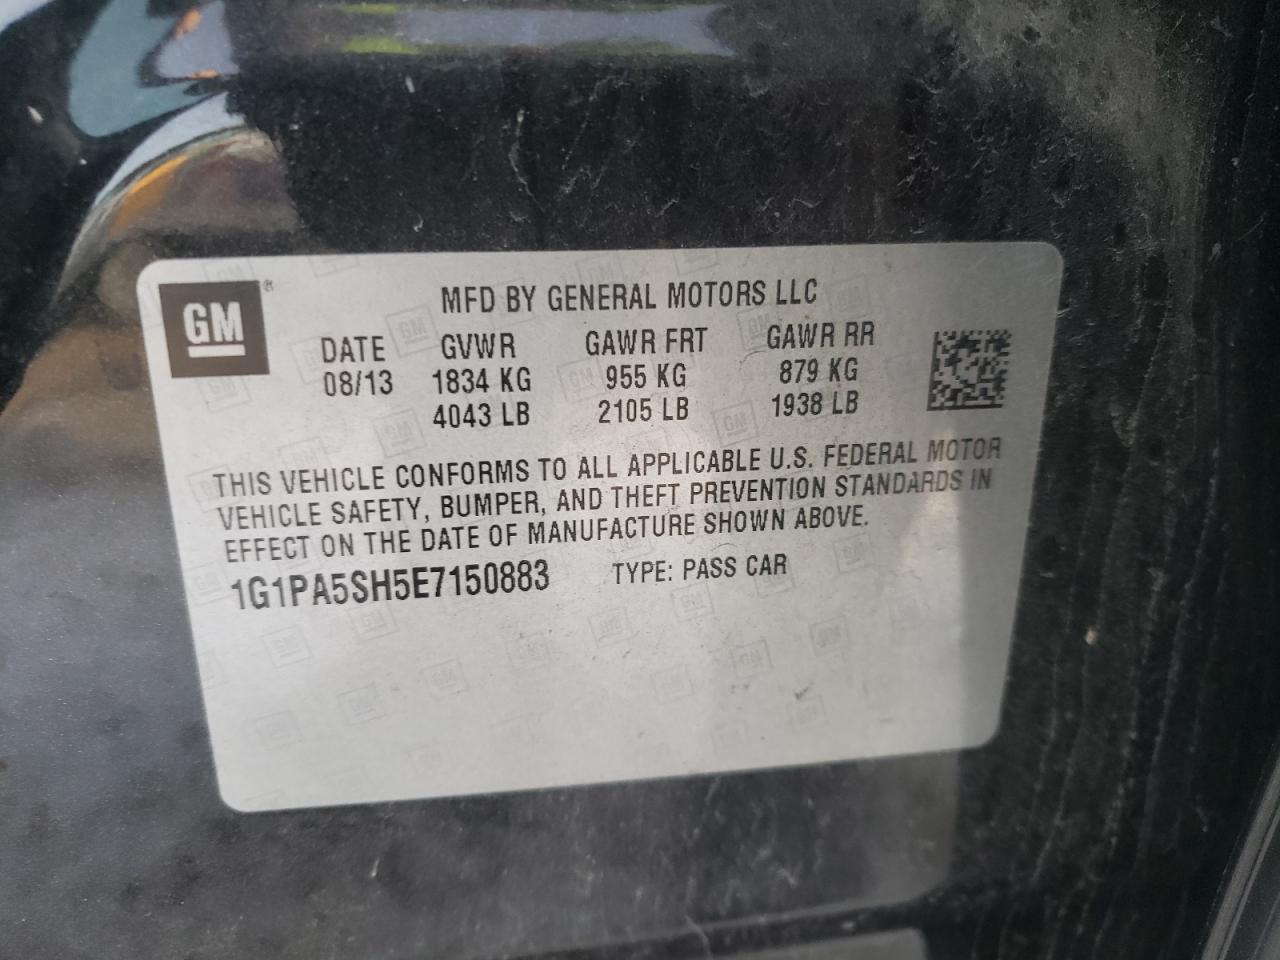 GM®
MFD BY GENERAL MOTORS LLC
DATE GVWR GAWR FRT GAWR RR
08/13 1834 KG 955 KG 879 KG
4043 LB 2105 LB 1938 LB
THIS VEHICLE CONFORMS TO ALL APPLICABLE U.S. FEDERAL MOTOR
VEHICLE SAFETY, BUMPER, AND THEFT PREVENTION STANDARDS IN
EFFECT ON THE DATE OF MANUFACTURE SHOWN ABOVE.
1G1PA5SH5E7150883 TYPE: PASS CAR